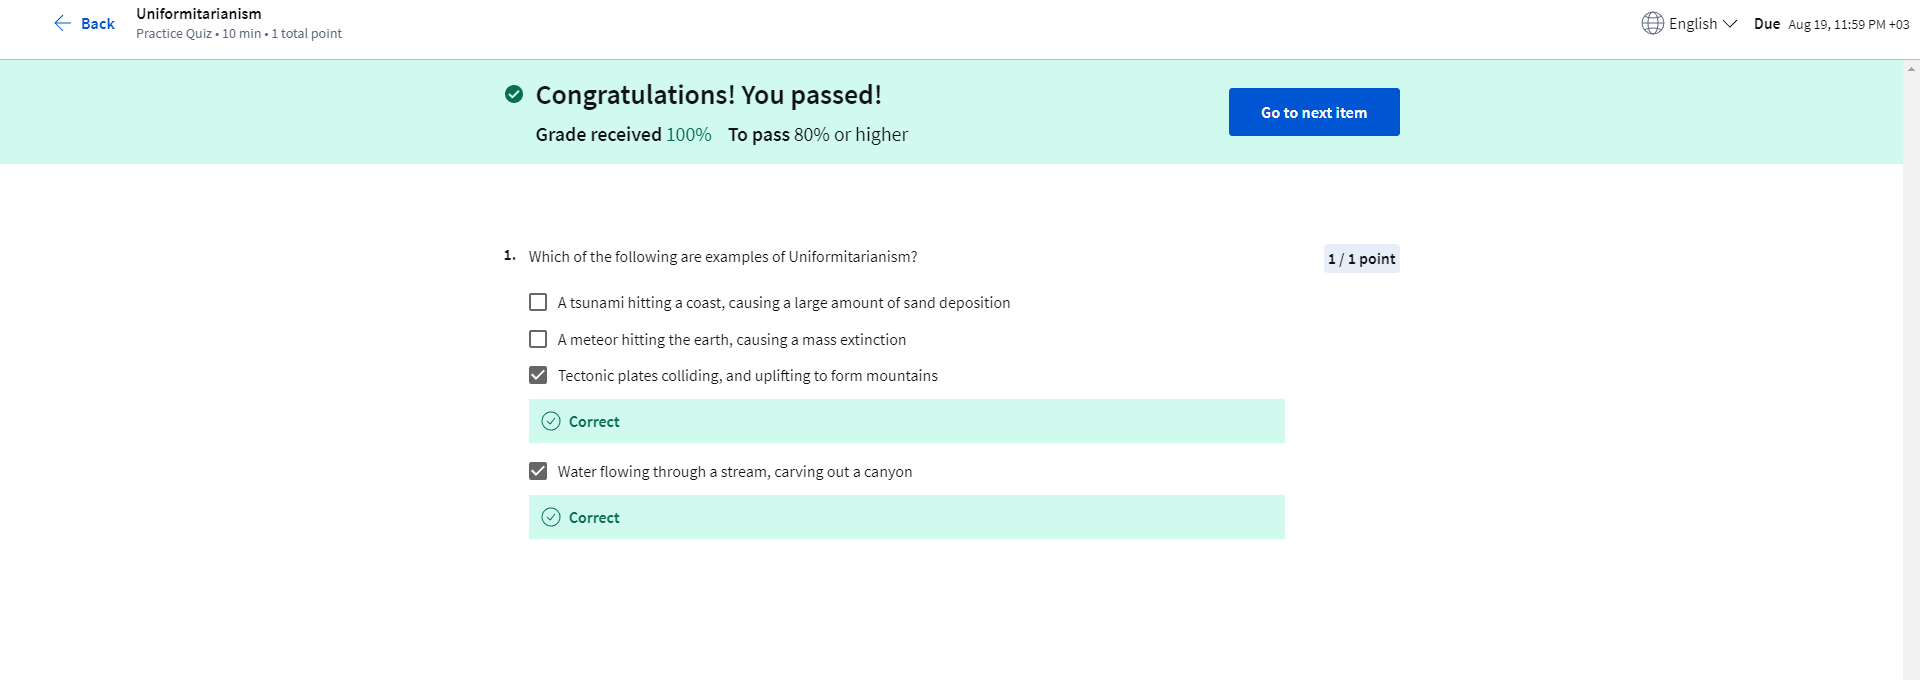 Back
Uniformitarianism
Practice Quiz • 10 min • 1 total point
English
Due Aug 19, 11:59 PM +03
Congratulations! You passed!
Grade received 100% To pass 80% or higher
Go to next item
1. Which of the following are examples of Uniformitarianism?
1 / 1 point
A tsunami hitting a coast, causing a large amount of sand deposition
A meteor hitting the earth, causing a mass extinction
Tectonic plates colliding, and uplifting to form mountains
Correct
Water flowing through a stream, carving out a canyon
Correct